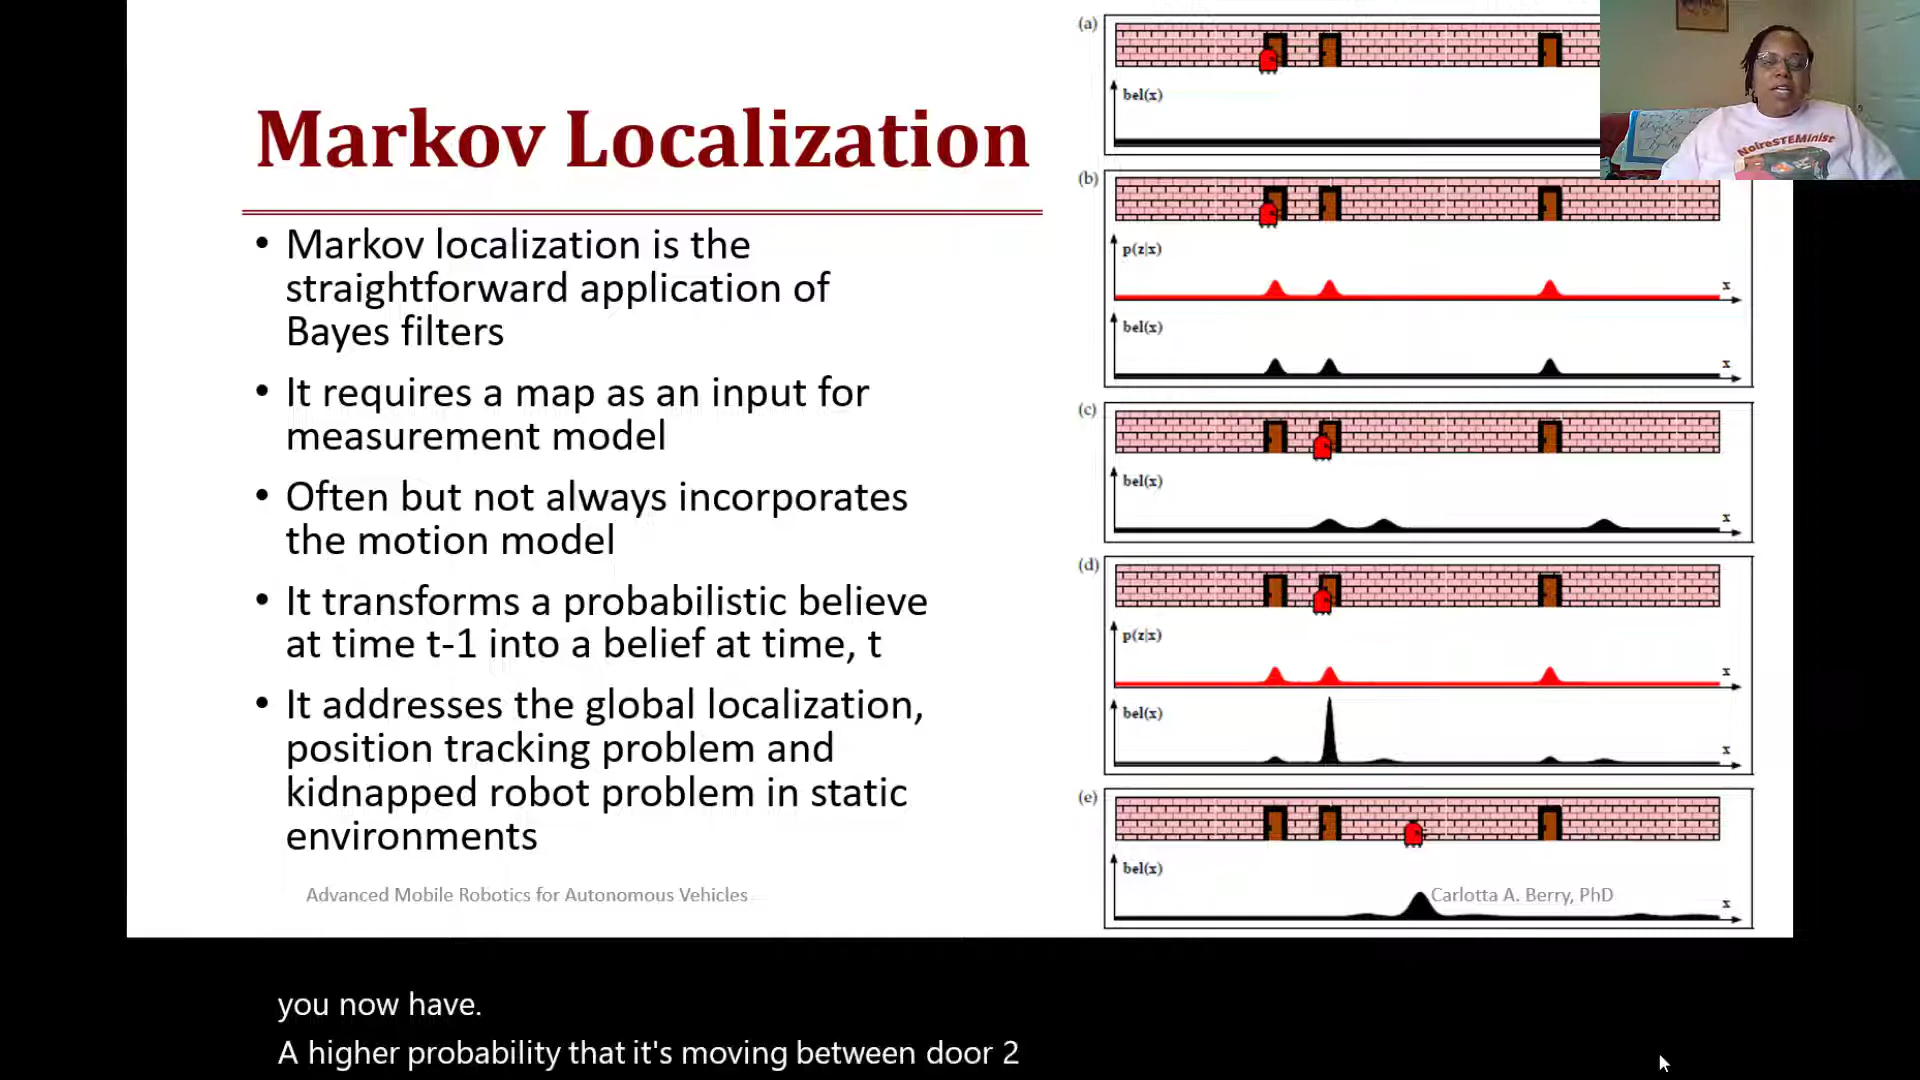 Markov Localization
• Markov localization is the
straightforward application of
Bayes filters
• It requires a map as an input for
measurement model
• Often but not always incorporates
the motion model
• It transforms a probabilistic believe
at time t-1 into a belief at time, t
• It addresses the global localization,
position tracking problem and
kidnapped robot problem in static
environments
Advanced Mobile Robotics for Autonomous Vehicles
Carlotta A. Berry, PhD
(a)
bel(x)
(b)
p(z|x)
x
bel(x)
x
(c)
bel(x)
x
(d)
p(z|x)
x
bel(x)
x
(e)
bel(x)
x
NoireSTEMinist
you now have.
A higher probability that it's moving between door 2